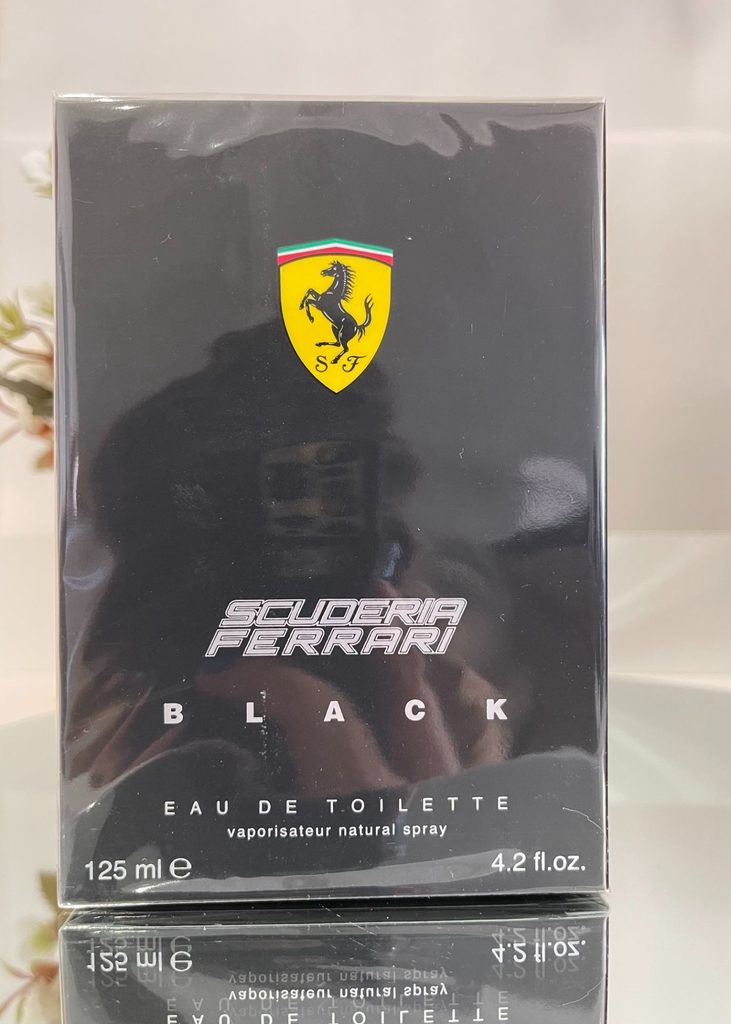 S F
SCUDERIA
FERRARI
BLACK
EAU DE TOILETTE
vaporisateur natural spray
125 ml ℮ 4.2 fl.oz.